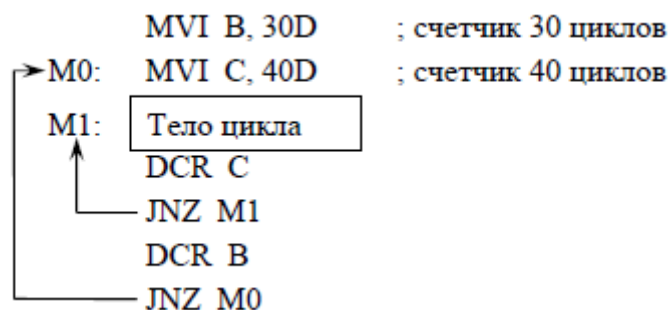 MVI B, 30D ; счетчик 30 циклов
M0: MVI C, 40D ; счетчик 40 циклов
M1: Тело цикла
DCR C
JNZ M1
DCR B
JNZ M0